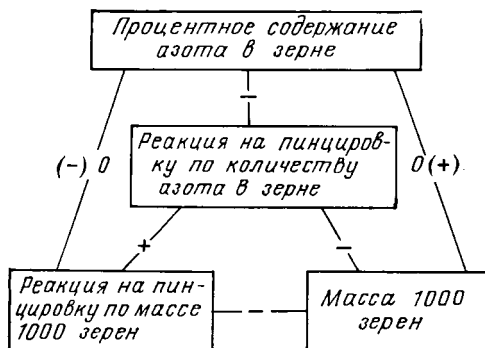 Процентное содержание
азота в зерне
–
Реакция на пинциров-
ку по количеству
азота в зерне
(–) 0
0 (+)
+
–
Реакция на пин-
цировку по массе
1000 зерен
–
Масса 1000
зерен